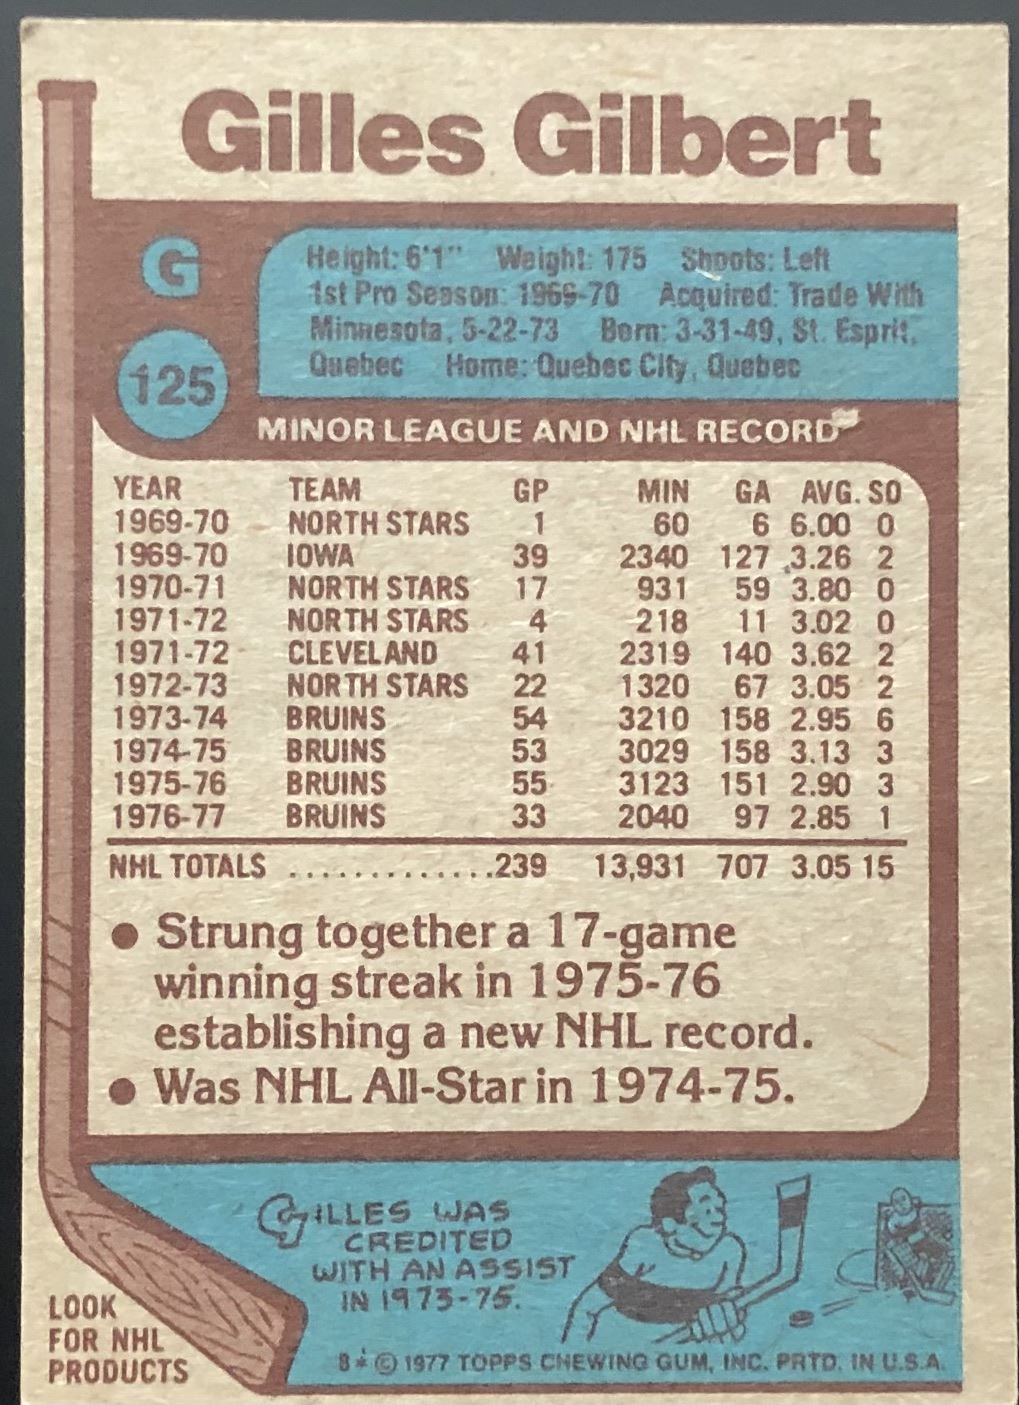 Gilles Gilbert
G
125
Height: 6'1" Weight: 175 Shoots: Left
1st Pro Season: 1969-70 Acquired: Trade With
Minnesota, 5-22-73 Born: 3-31-49, St. Esprit,
Quebec Home: Quebec City, Quebec
MINOR LEAGUE AND NHL RECORD
YEAR TEAM GP MIN GA AVG. SO
1969-70 NORTH STARS 1 60 6 6.00 0
1969-70 IOWA 39 2340 127 3.26 2
1970-71 NORTH STARS 17 931 59 3.80 0
1971-72 NORTH STARS 4 218 11 3.02 0
1971-72 CLEVELAND 41 2319 140 3.62 2
1972-73 NORTH STARS 22 1320 67 3.05 2
1973-74 BRUINS 54 3210 158 2.95 6
1974-75 BRUINS 53 3029 158 3.13 3
1975-76 BRUINS 55 3123 151 2.90 3
1976-77 BRUINS 33 2040 97 2.85 1
NHL TOTALS .............239 13,931 707 3.05 15
● Strung together a 17-game
winning streak in 1975-76
establishing a new NHL record.
● Was NHL All-Star in 1974-75.
GILLES WAS
CREDITED
WITH AN ASSIST
IN 1975-76.
LOOK
FOR NHL
PRODUCTS
8* © 1977 TOPPS CHEWING GUM, INC. PRTD. IN U.S.A.